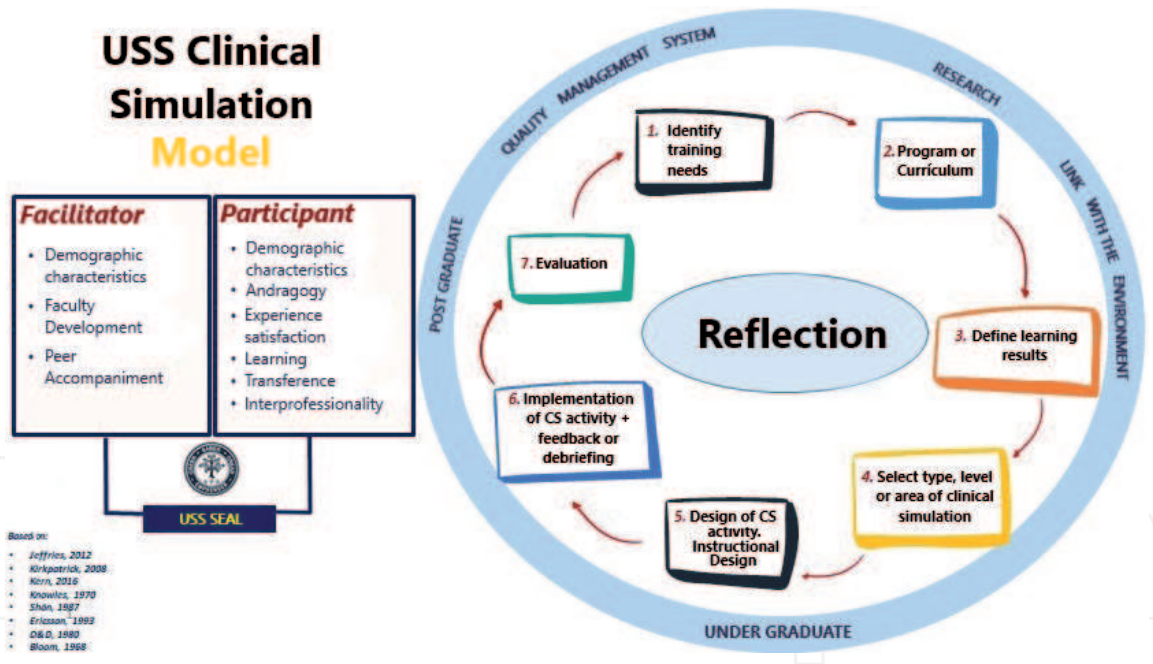 USS Clinical
Simulation
Model
Facilitator
• Demographic
characteristics
• Faculty
Development
• Peer
Accompaniment
Participant
• Demographic
characteristics
• Andragogy
• Experience
satisfaction
• Learning
• Transference
• Interprofessionality
USS SEAL
Based on:
• Jeffries, 2012
• Kirkpatrick, 2008
• Kern, 2016
• Knowles, 1970
• Shön, 1987
• Ericsson, 1993
• D&D, 1980
• Bloom, 1968
QUALITY MANAGEMENT SYSTEM
RESEARCH
LINK WITH THE ENVIRONMENT
UNDER GRADUATE
POST GRADUATE
1. Identify
training
needs
2. Program or
Currículum
3. Define learning
results
4. Select type, level
or area of clinical
simulation
5. Design of CS
activity.
Instructional
Design
6. Implementation
of CS activity +
feedback or
debriefing
7. Evaluation
Reflection